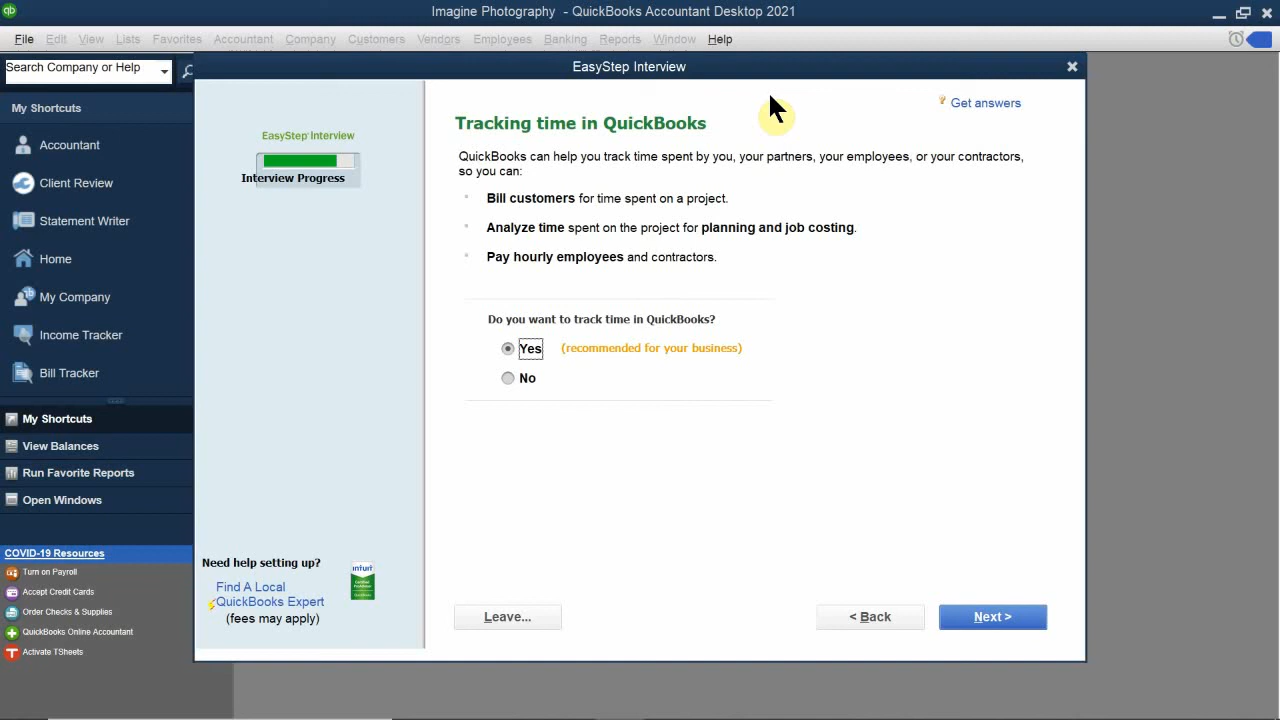 qb
Imagine Photography - QuickBooks Accountant Desktop 2021
File Edit View Lists Favorites Accountant Company Customers Vendors Employees Banking Reports Window Help
Search Company or Help
EasyStep Interview
My Shortcuts
Accountant
Client Review
Statement Writer
Home
My Company
Income Tracker
Bill Tracker
My Shortcuts
View Balances
Run Favorite Reports
Open Windows
COVID-19 Resources
Turn on Payroll
Accept Credit Cards
Order Checks & Supplies
QuickBooks Online Accountant
Activate TSheets
EasyStep Interview
Interview Progress
Need help setting up?
Find A Local
QuickBooks Expert
(fees may apply)
intuit
Get answers
Tracking time in QuickBooks
QuickBooks can help you track time spent by you, your partners, your employees, or your contractors,
so you can:
Bill customers for time spent on a project.
Analyze time spent on the project for planning and job costing.
Pay hourly employees and contractors.
Do you want to track time in QuickBooks?
Yes (recommended for your business)
No
Leave... < Back Next >